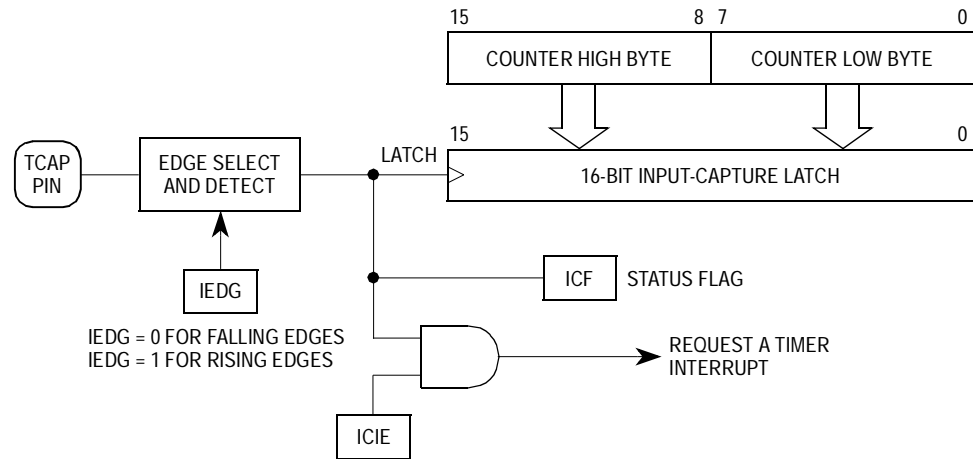 15 8 7 0
COUNTER HIGH BYTE COUNTER LOW BYTE
15 0
TCAP
PIN
EDGE SELECT
AND DETECT
LATCH
16-BIT INPUT-CAPTURE LATCH
IEDG
ICF STATUS FLAG
IEDG = 0 FOR FALLING EDGES
IEDG = 1 FOR RISING EDGES
REQUEST A TIMER
INTERRUPT
ICIE